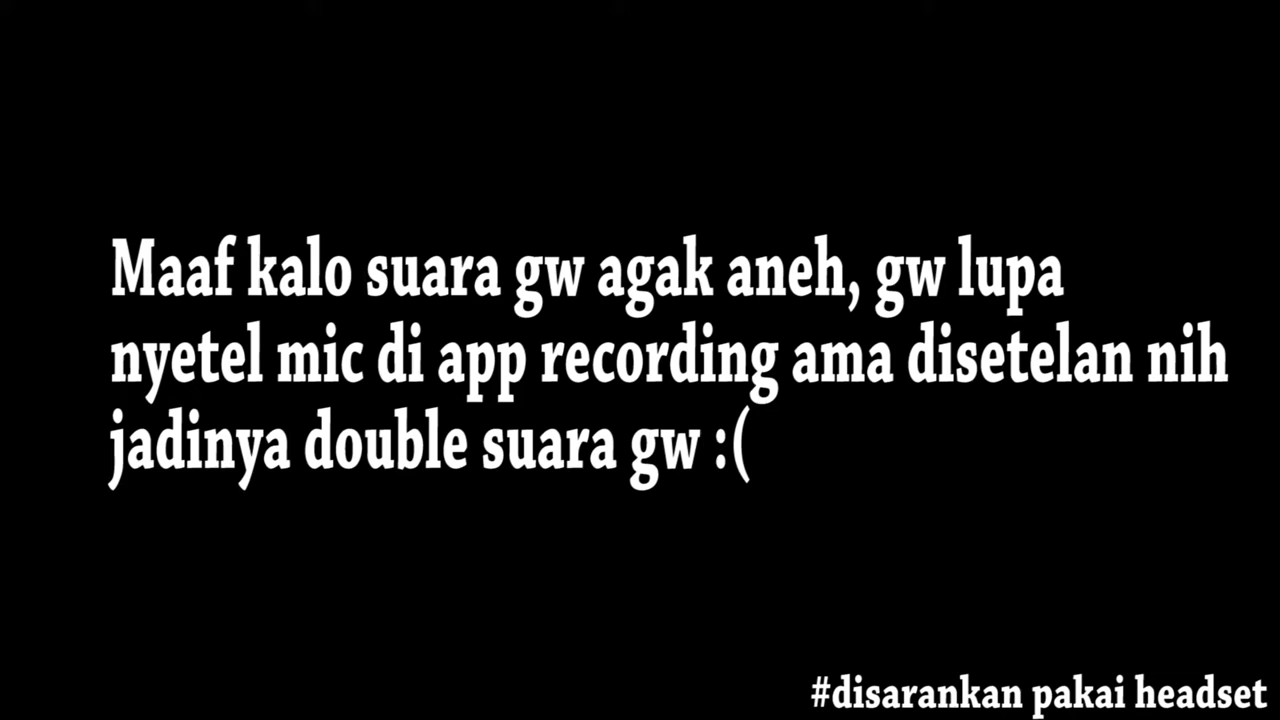 Maaf kalo suara gw agak aneh, gw lupa
nyetel mic di app recording ama disetelan nih
jadinya double suara gw :(
#disarankan pakai headset